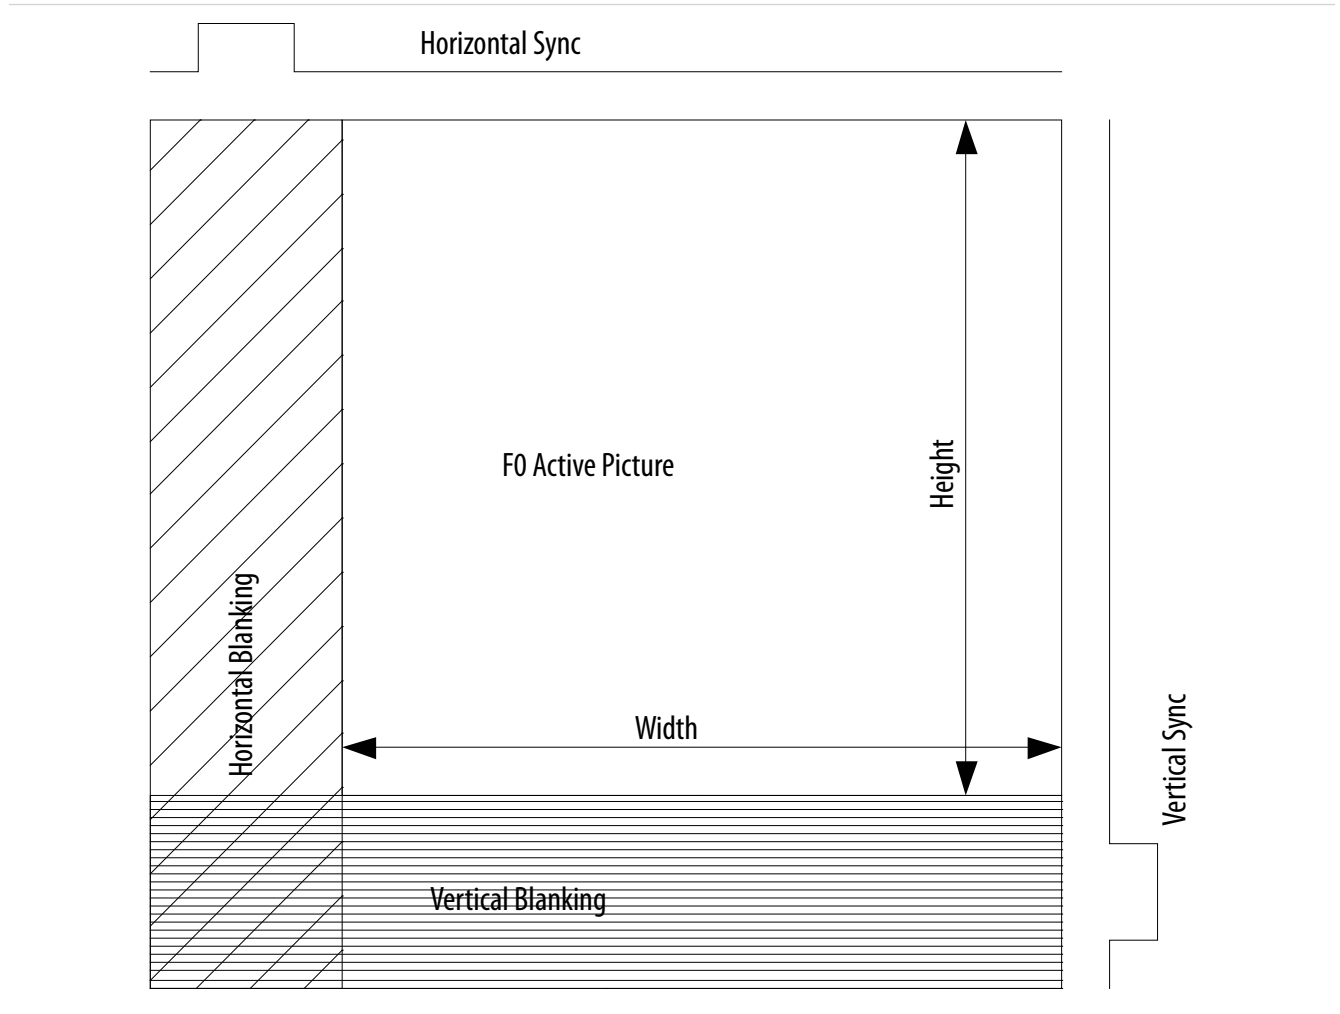 Horizontal Sync
F0 Active Picture
Height
Horizontal Blanking
Width
Vertical Sync
Vertical Blanking